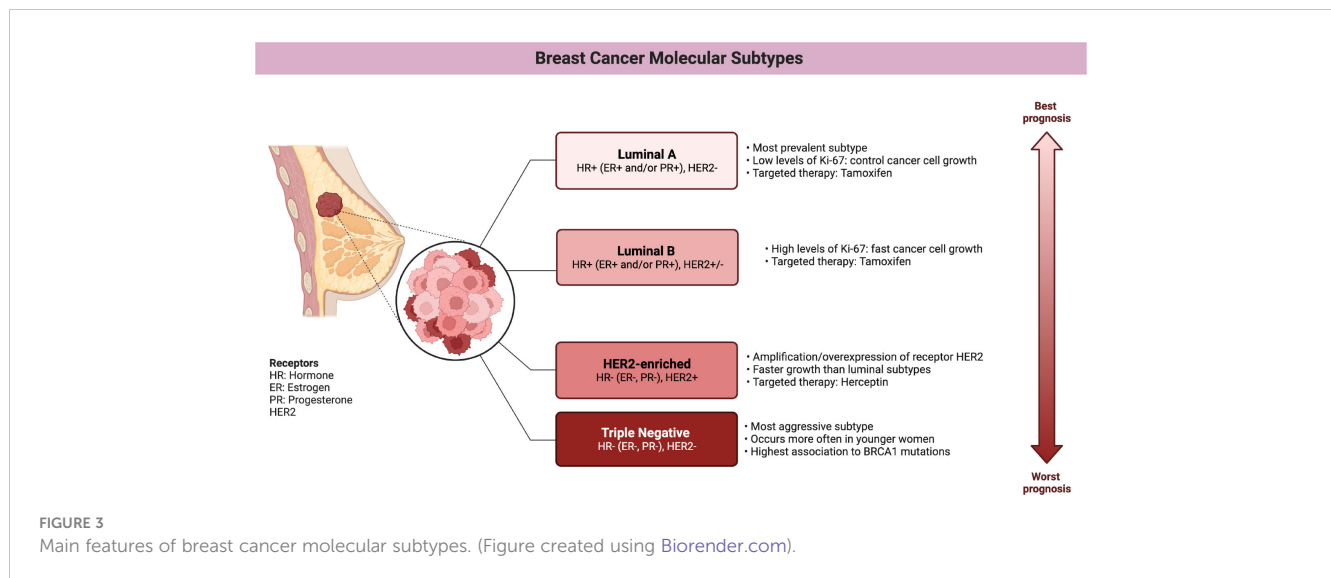 Breast Cancer Molecular Subtypes
Best
prognosis
Luminal A
HR+ (ER+ and/or PR+), HER2-
• Most prevalent subtype
• Low levels of Ki-67: control cancer cell growth
• Targeted therapy: Tamoxifen
Luminal B
HR+ (ER+ and/or PR+), HER2+/-
• High levels of Ki-67: fast cancer cell growth
• Targeted therapy: Tamoxifen
HER2-enriched
HR- (ER-, PR-), HER2+
• Amplification/overexpression of receptor HER2
• Faster growth than luminal subtypes
• Targeted therapy: Herceptin
Triple Negative
HR- (ER-, PR-), HER2-
• Most aggressive subtype
• Occurs more often in younger women
• Highest association to BRCA1 mutations
Receptors
HR: Hormone
ER: Estrogen
PR: Progesterone
HER2
Worst
prognosis
FIGURE 3
Main features of breast cancer molecular subtypes. (Figure created using Biorender.com).